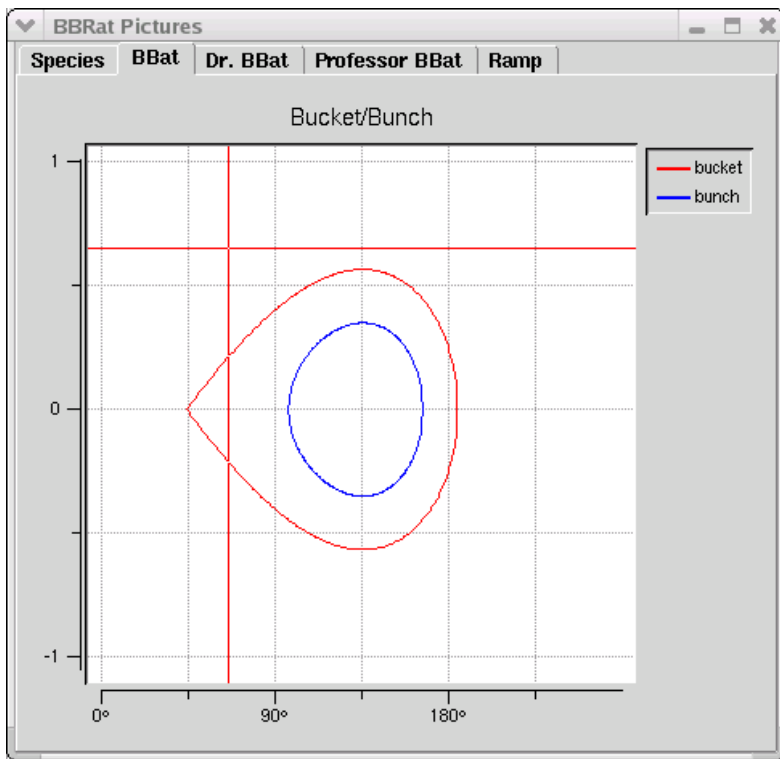 BBRat Pictures
Species BBat Dr. BBat Professor BBat Ramp
Bucket/Bunch
bucket
bunch
1
0
-1
0° 90° 180°